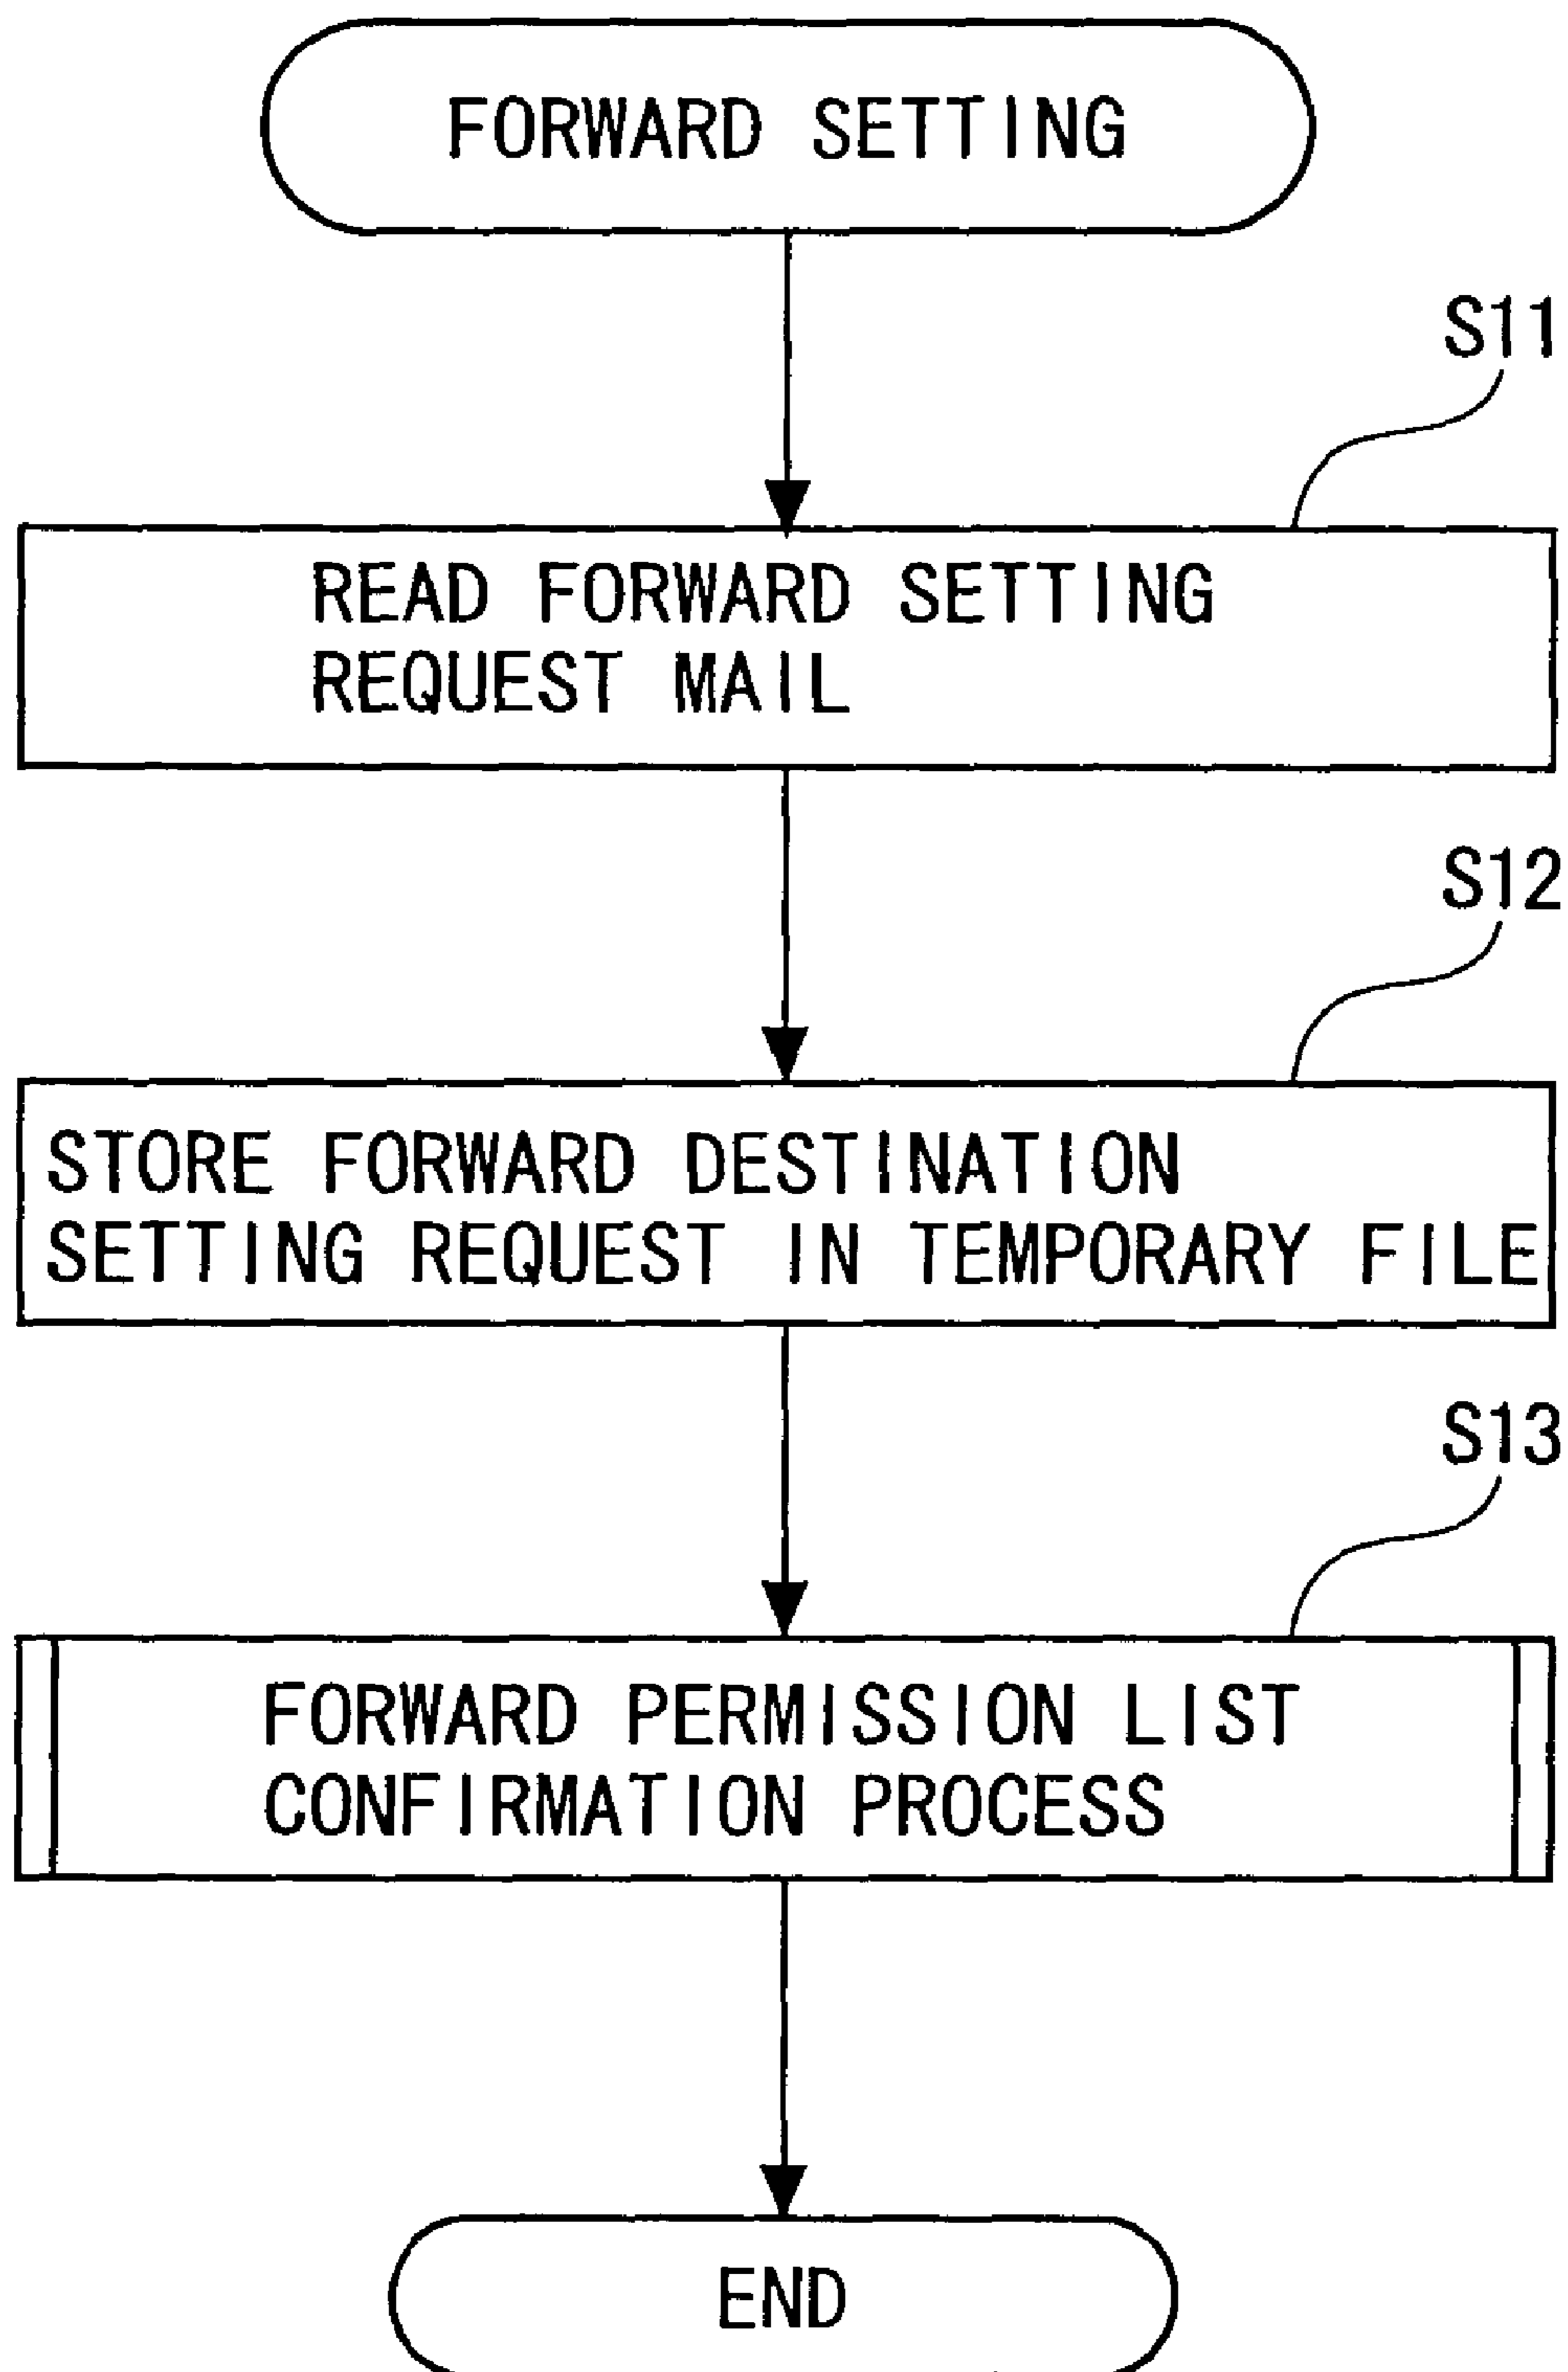 FORWARD SETTING
S11
READ FORWARD SETTING
REQUEST MAIL
S12
STORE FORWARD DESTINATION
SETTING REQUEST IN TEMPORARY FILE
S13
FORWARD PERMISSION LIST
CONFIRMATION PROCESS
END